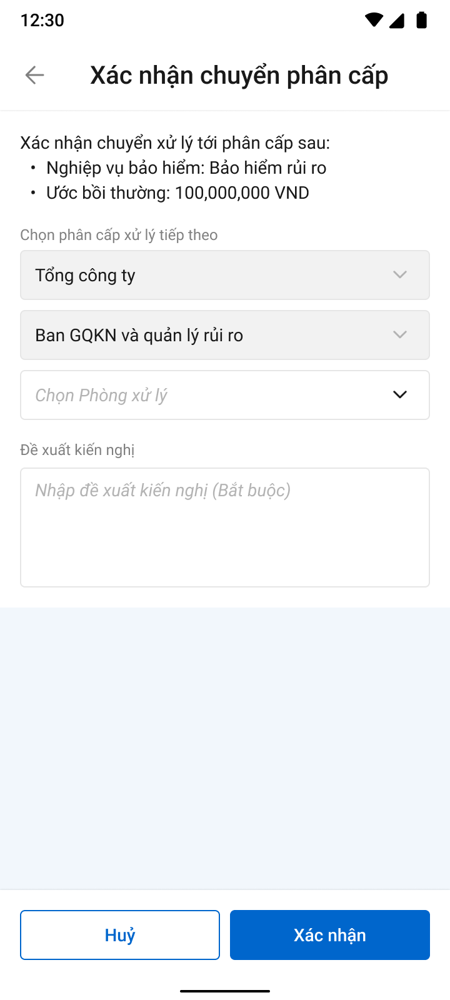 12:30
Xác nhận chuyển phân cấp
Xác nhận chuyển xử lý tới phân cấp sau:
• Nghiệp vụ bảo hiểm: Bảo hiểm rủi ro
• Ước bồi thường: 100,000,000 VND
Chọn phân cấp xử lý tiếp theo
Tổng công ty
Ban GQKN và quản lý rủi ro
Chọn Phòng xử lý
Đề xuất kiến nghị
Nhập đề xuất kiến nghị (Bắt buộc)
Huỷ
Xác nhận